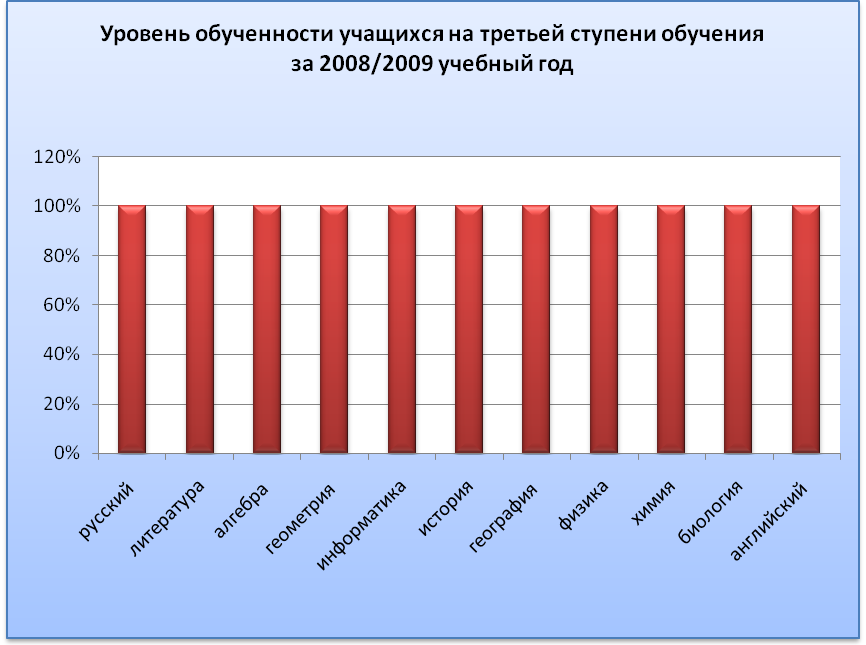 Уровень обученности учащихся на третьей ступени обучения
за 2008/2009 учебный год
120%
100%
80%
60%
40%
20%
0%
русский
литература
алгебра
геометрия
информатика
история
география
физика
химия
биология
английский